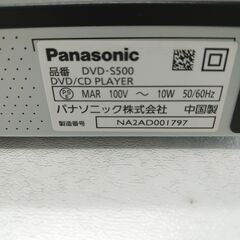 Panasonic
品番 DVD-S500
DVD/CD PLAYER
MAR 100V 〜 10W 50/60Hz
パナソニック株式会社 中国製
製造番号 NA2AD001797